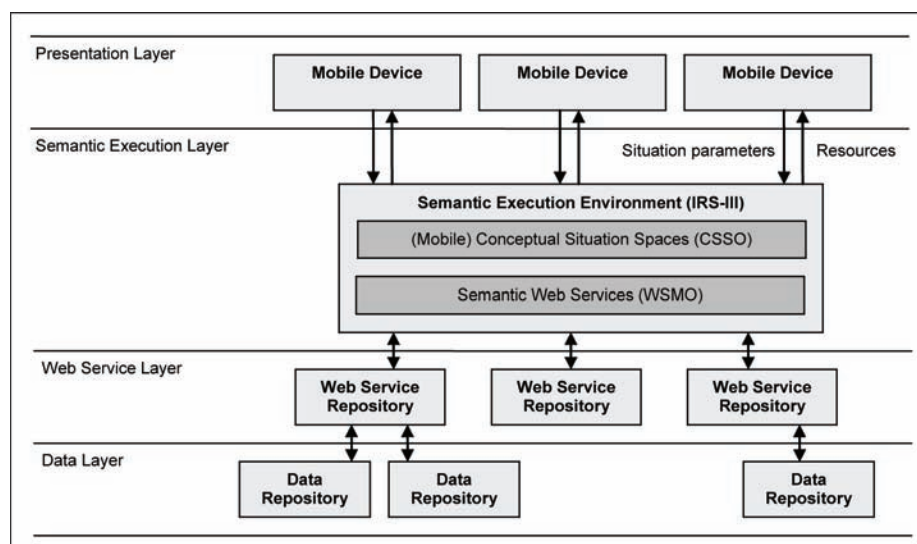 Presentation Layer
Mobile Device
Mobile Device
Mobile Device
Semantic Execution Layer
Situation parameters
Resources
Semantic Execution Environment (IRS-III)
(Mobile) Conceptual Situation Spaces (CSSO)
Semantic Web Services (WSMO)
Web Service Layer
Web Service
Repository
Web Service
Repository
Web Service
Repository
Data Layer
Data
Repository
Data
Repository
Data
Repository